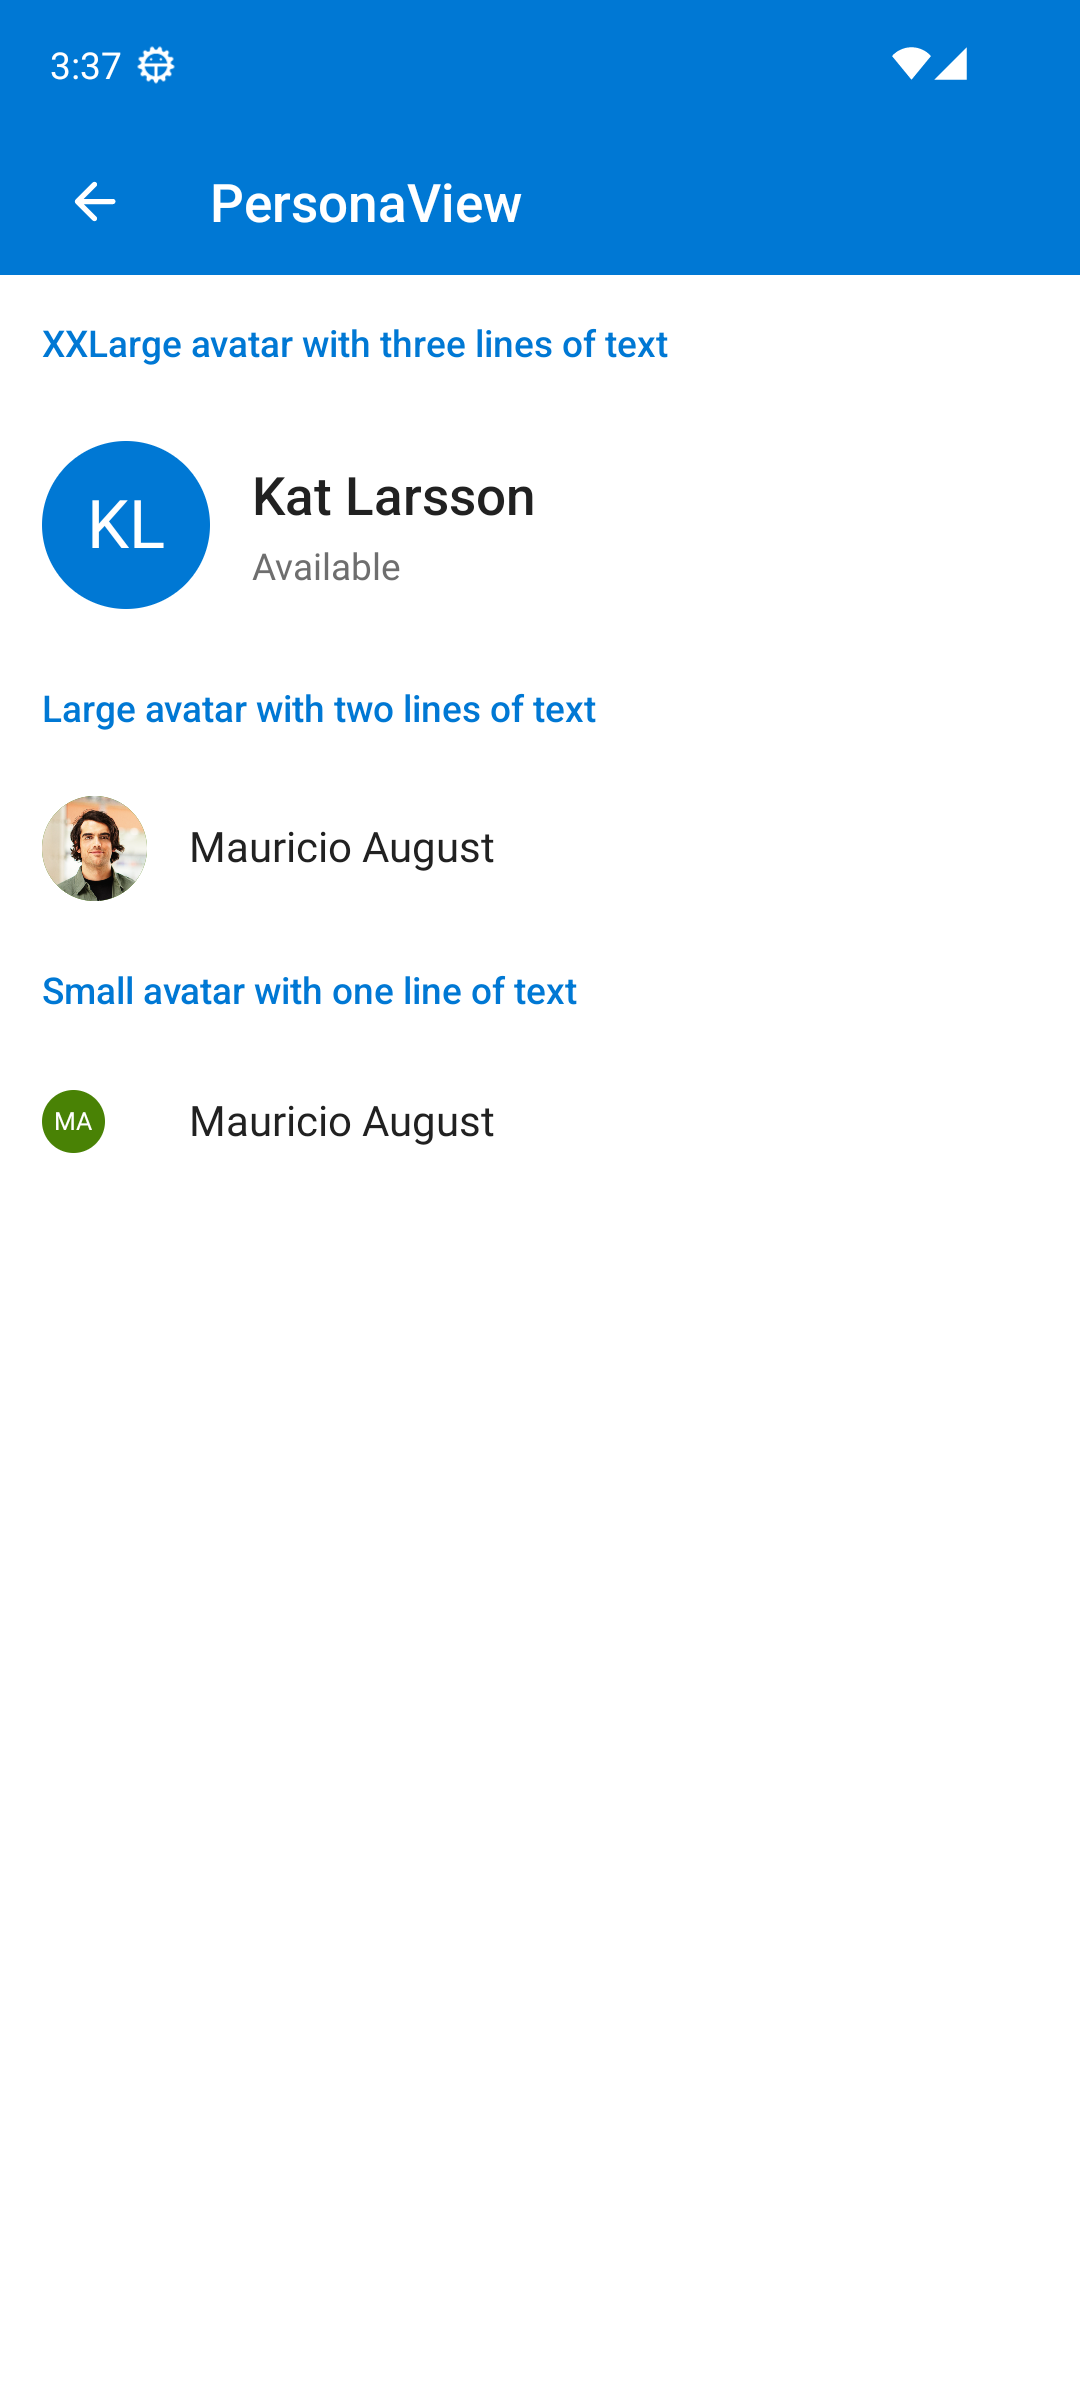 3:37
PersonaView
XXLarge avatar with three lines of text
KL
Kat Larsson
Available
Large avatar with two lines of text
Mauricio August
Small avatar with one line of text
MA
Mauricio August